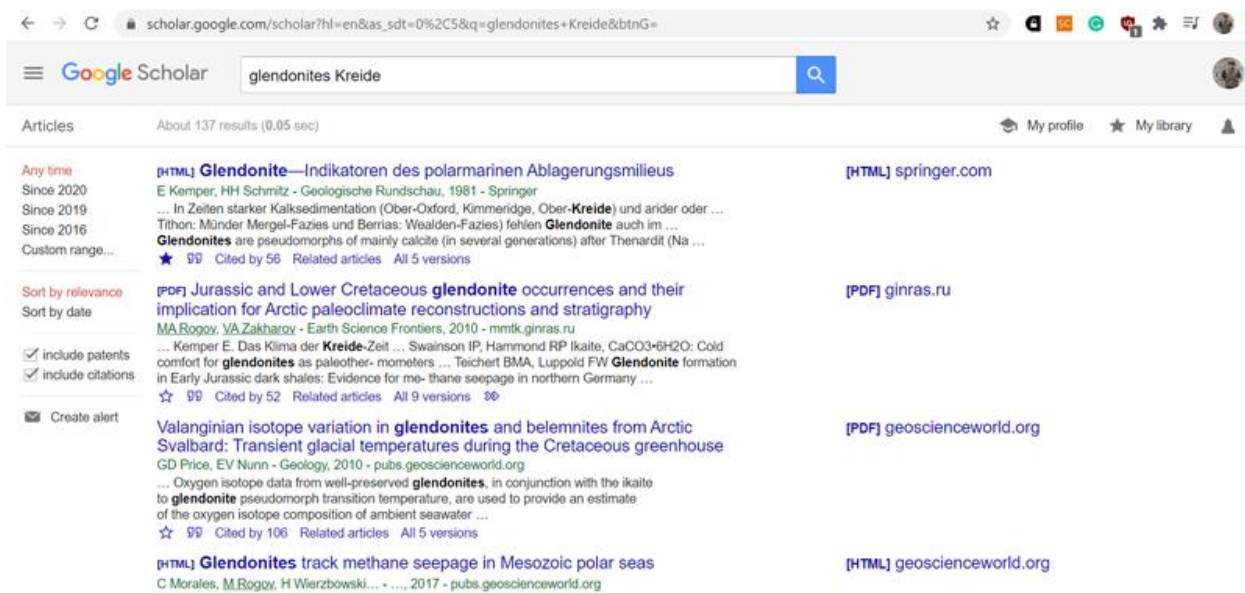 scholar.google.com/scholar?hl=en&as_sdt=0%2C5&q=glendonites+Kreide&btnG=
Google Scholar
glendonites Kreide
Articles
About 137 results (0.05 sec)
My profile
My library
Any time
Since 2020
Since 2019
Since 2016
Custom range...
Sort by relevance
Sort by date
include patents
include citations
Create alert
[HTML] Glendonite—Indikatoren des polarmarinen Ablagerungsmilieus
[HTML] springer.com
E Kemper, HH Schmitz - Geologische Rundschau, 1981 - Springer
... In Zeiten starker Kalksedimentation (Ober-Oxford, Kimmeridge, Ober-Kreide) und arider oder ...
Tithon: Münder Mergel-Fazies und Berrias: Wealden-Fazies) fehlen Glendonite auch im ...
Glendonites are pseudomorphs of mainly calcite (in several generations) after Thenardit (Na ...
Cited by 56 Related articles All 5 versions
[PDF] Jurassic and Lower Cretaceous glendonite occurrences and their
implication for Arctic paleoclimate reconstructions and stratigraphy
[PDF] ginras.ru
MA Rogov, VA Zakharov - Earth Science Frontiers, 2010 - mmtk.ginras.ru
... Kemper E. Das Klima der Kreide-Zeit ... Swainson IP, Hammond RP Ikaite, CaCO3•6H2O: Cold
comfort for glendonites as paleother- mometers ... Teichert BMA, Luppold FW Glendonite formation
in Early Jurassic dark shales: Evidence for me- thane seepage in northern Germany ...
Cited by 52 Related articles All 9 versions
Valanginian isotope variation in glendonites and belemnites from Arctic
Svalbard: Transient glacial temperatures during the Cretaceous greenhouse
[PDF] geoscienceworld.org
GD Price, EV Nunn - Geology, 2010 - pubs.geoscienceworld.org
... Oxygen isotope data from well-preserved glendonites, in conjunction with the ikaite
to glendonite pseudomorph transition temperature, are used to provide an estimate
of the oxygen isotope composition of ambient seawater ...
Cited by 106 Related articles All 5 versions
[HTML] Glendonites track methane seepage in Mesozoic polar seas
[HTML] geoscienceworld.org
C Morales, M Rogov, H Wierzbowski... - ..., 2017 - pubs.geoscienceworld.org